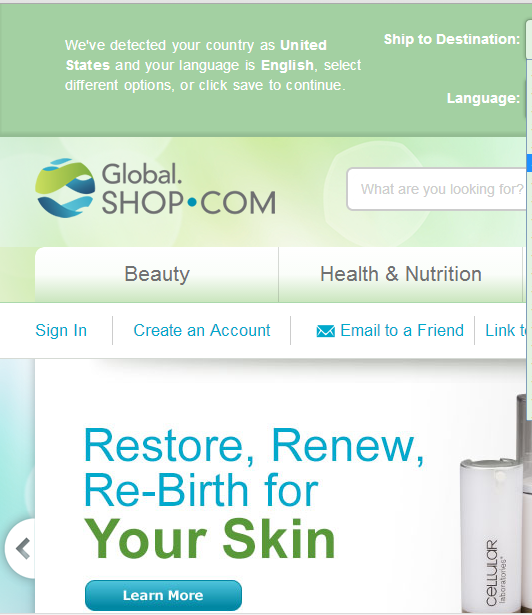 We've detected your country as United
States and your language is English, select
different options, or click save to continue.
Ship to Destination:
Language:
Global.
SHOP•COM
What are you looking for?
Beauty
Health & Nutrition
Sign In
Create an Account
Email to a Friend
Link
Restore, Renew,
Re-Birth for
Your Skin
Learn More
CELLULAR
laboratories®